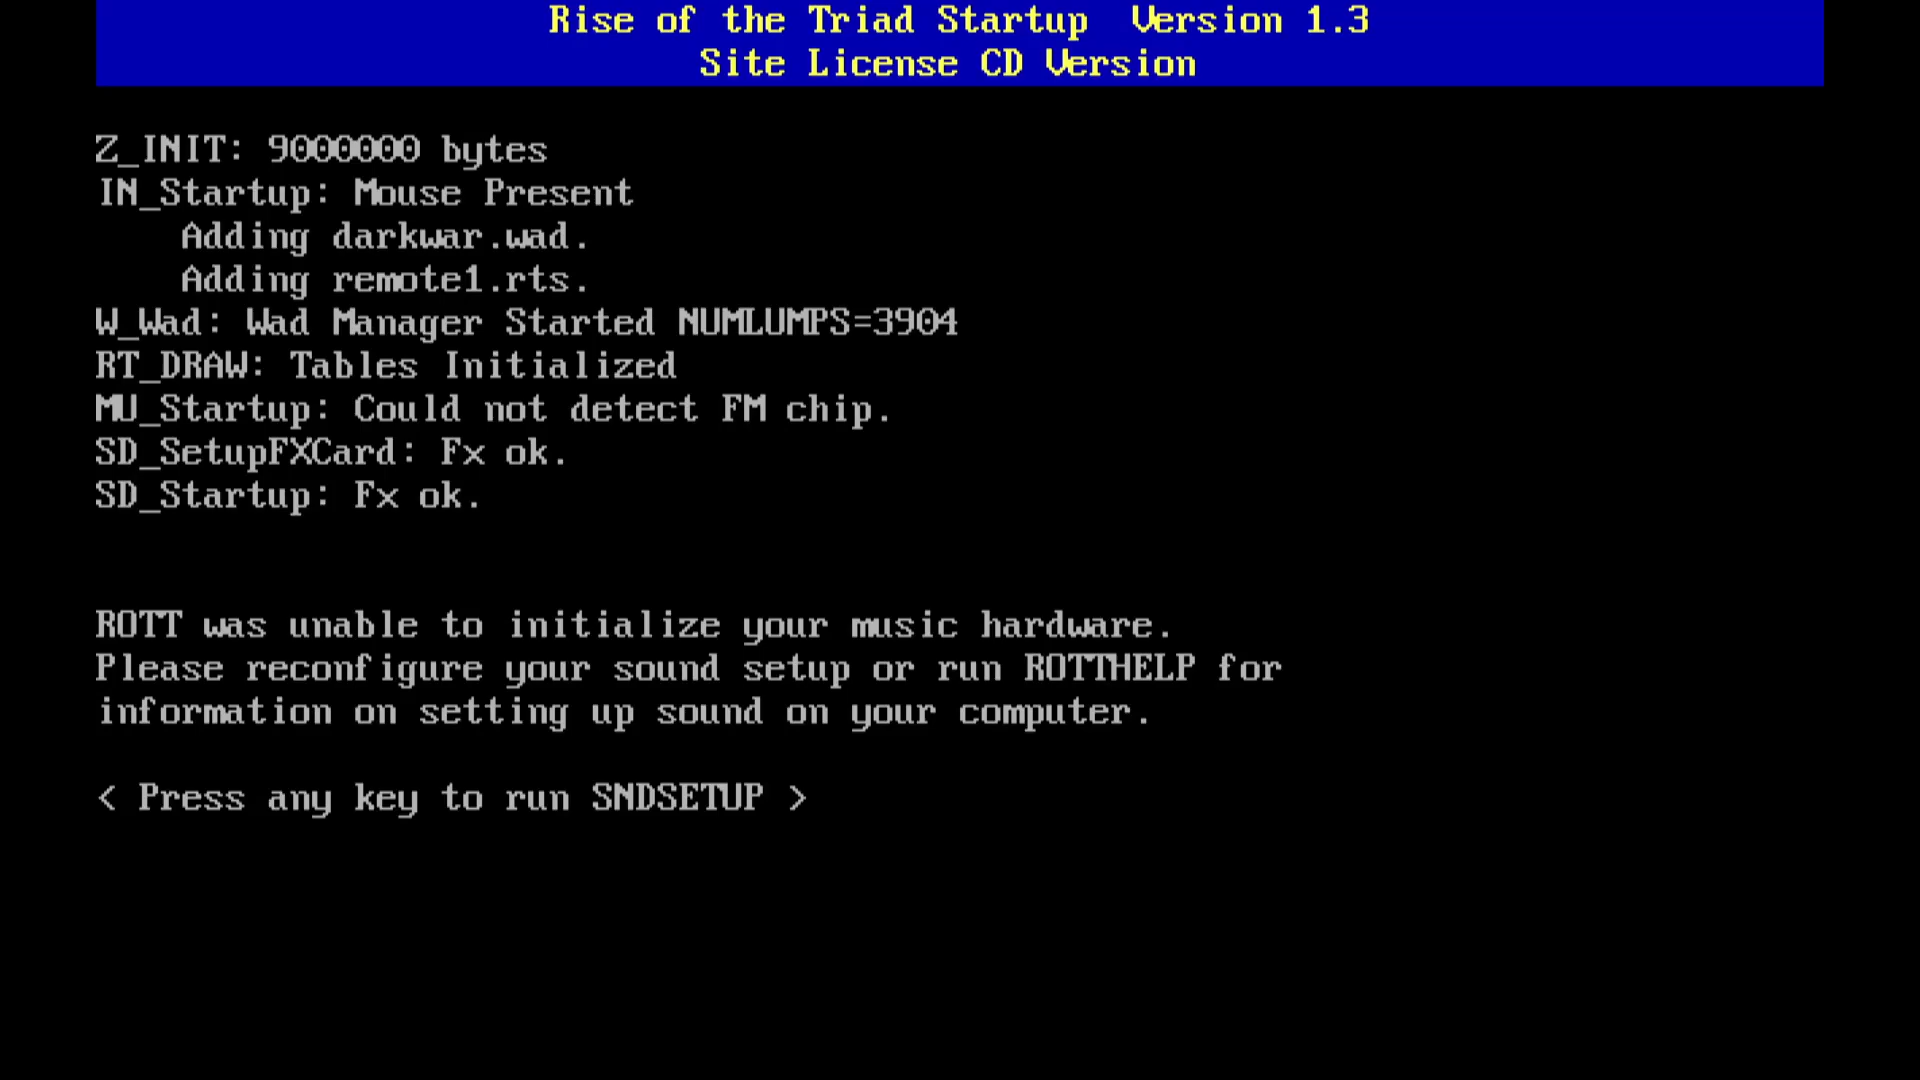 Rise of the Triad Startup  Version 1.3
Site License CD Version
Z_INIT: 9000000 bytes
IN_Startup: Mouse Present
    Adding darkwar.wad.
    Adding remote1.rts.
W_Wad: Wad Manager Started NUMLUMPS=3904
RT_DRAW: Tables Initialized
MU_Startup: Could not detect FM chip.
SD_SetupFXCard: Fx ok.
SD_Startup: Fx ok.
ROTT was unable to initialize your music hardware.
Please reconfigure your sound setup or run ROTTHELP for
information on setting up sound on your computer.
< Press any key to run SNDSETUP >